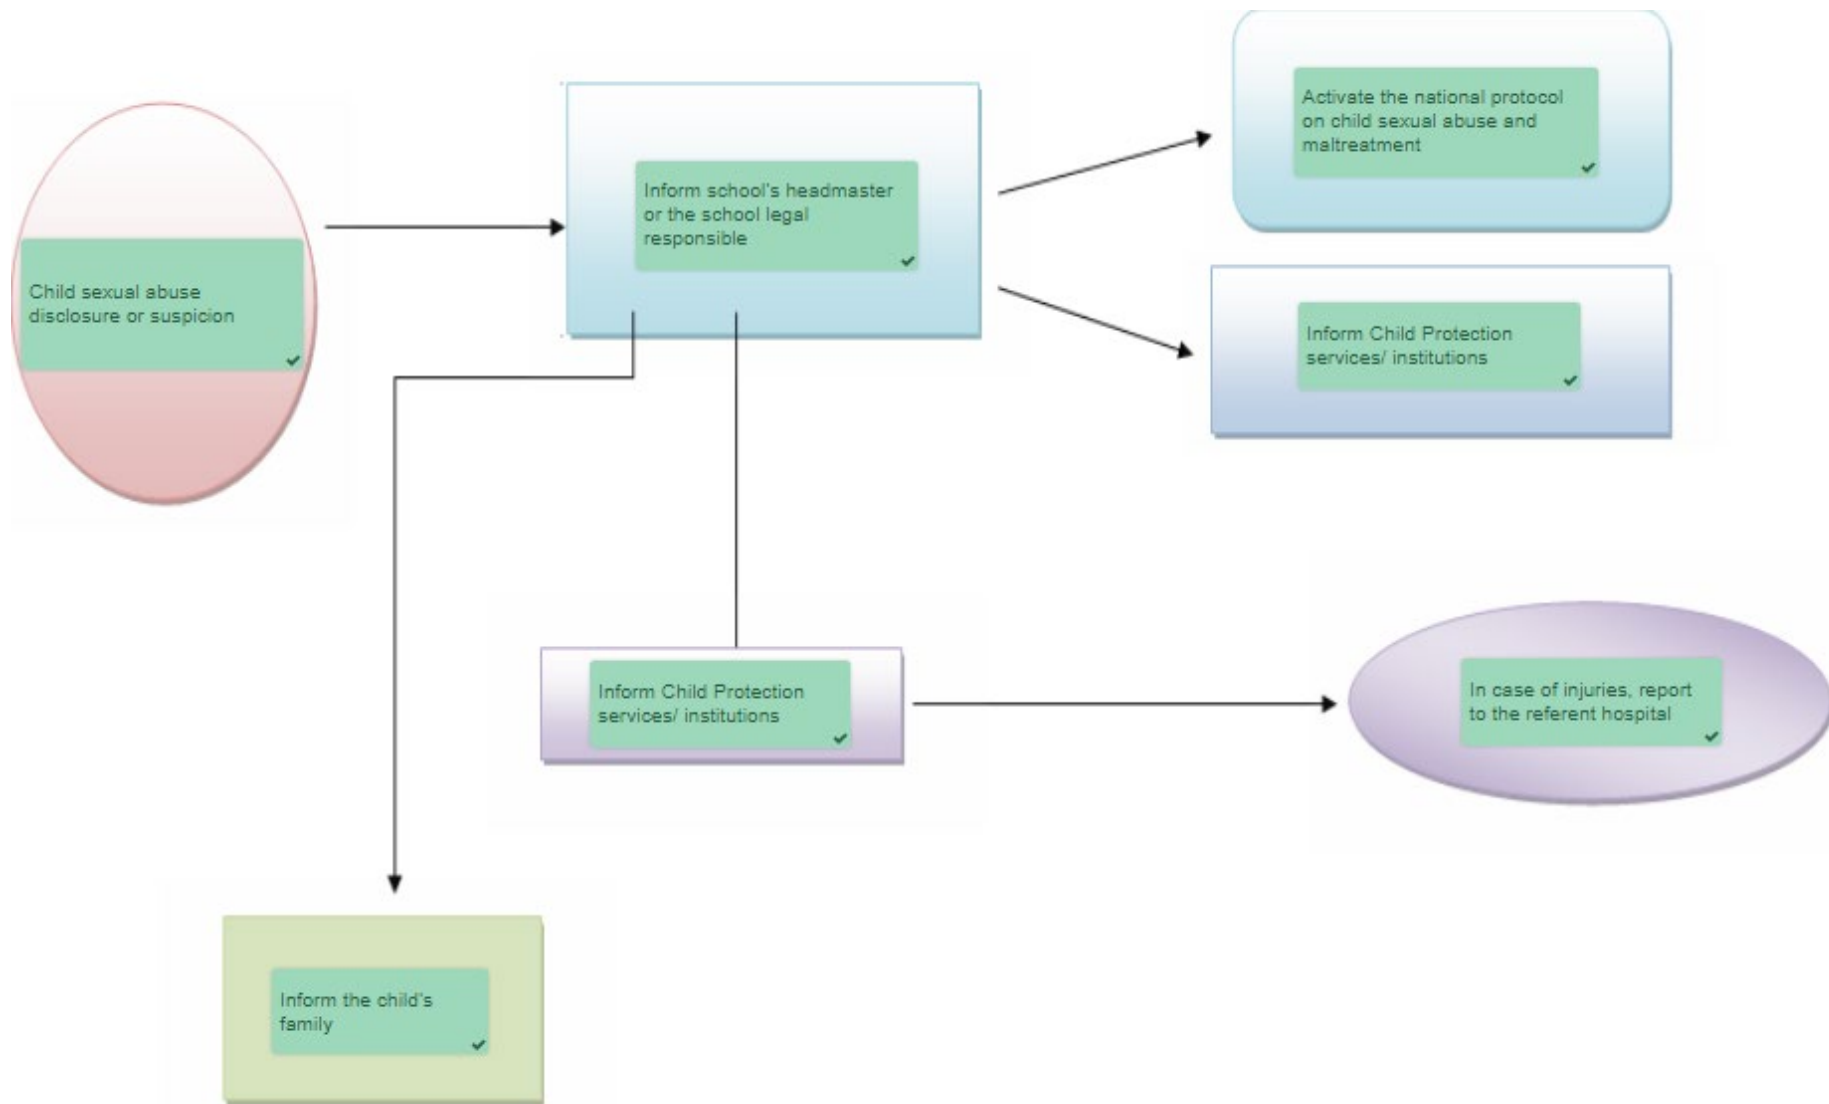 Activate the national protocol
on child sexual abuse and
maltreatment
Inform school's headmaster
or the school legal
responsible
Child sexual abuse
disclosure or suspicion
Inform Child Protection
services/ institutions
Inform Child Protection
services/ institutions
In case of injuries, report
to the referent hospital
Inform the child's
family